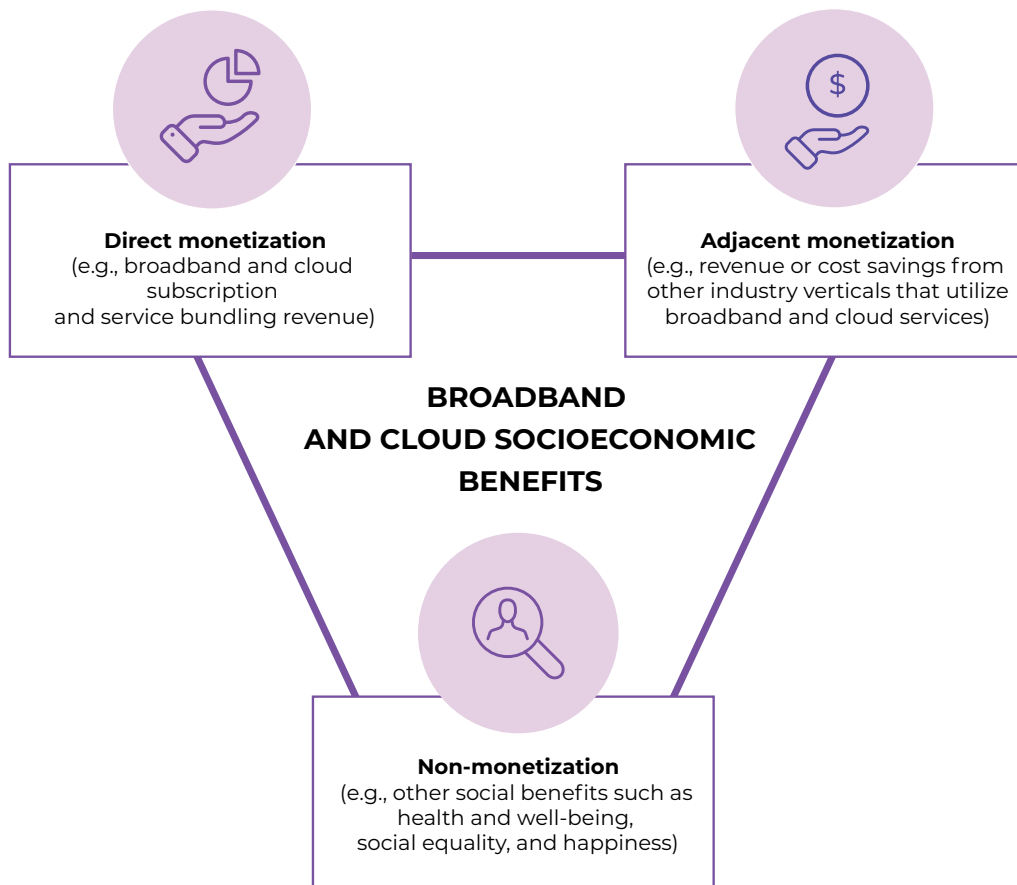 $
Direct monetization
(e.g., broadband and cloud
subscription
and service bundling revenue)
Adjacent monetization
(e.g., revenue or cost savings from
other industry verticals that utilize
broadband and cloud services)
BROADBAND
AND CLOUD SOCIOECONOMIC
BENEFITS
Non-monetization
(e.g., other social benefits such as
health and well-being,
social equality, and happiness)